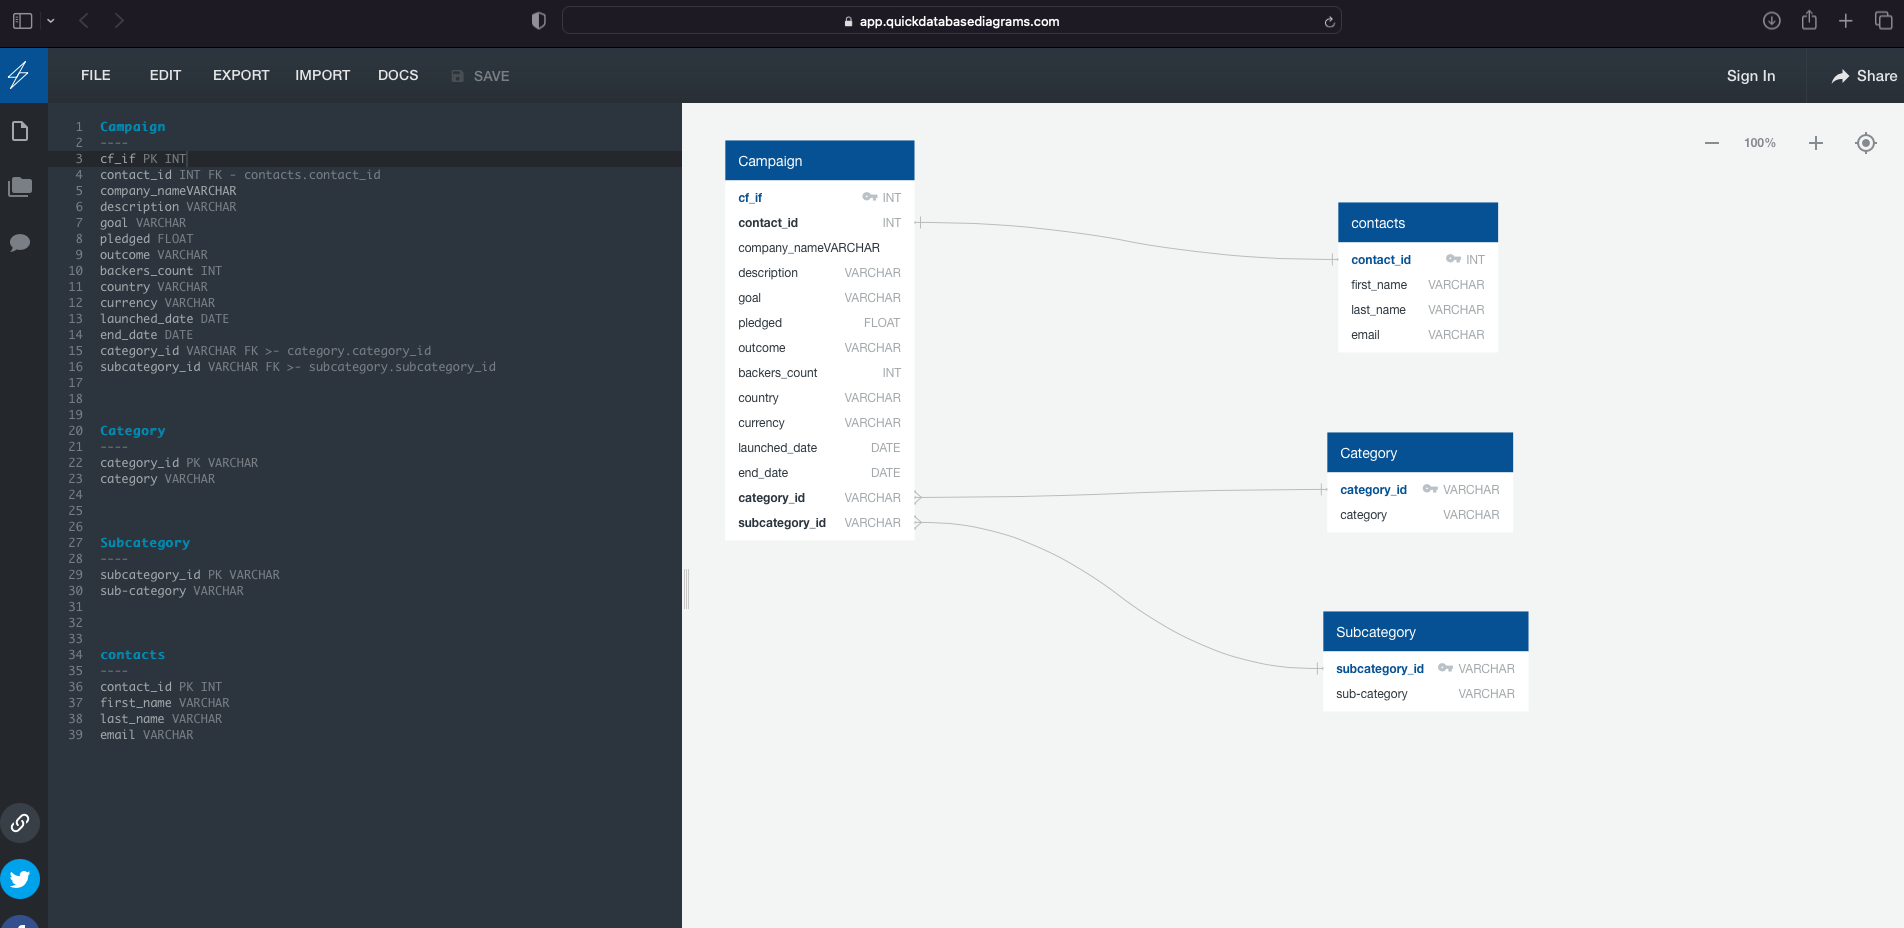 app.quickdatabasediagrams.com
FILE EDIT EXPORT IMPORT DOCS SAVE Sign In Share
1 Campaign
2 ----
3 cf_if PK INT
4 contact_id INT FK - contacts.contact_id
5 company_nameVARCHAR
6 description VARCHAR
7 goal VARCHAR
8 pledged FLOAT
9 outcome VARCHAR
10 backers_count INT
11 country VARCHAR
12 currency VARCHAR
13 launched_date DATE
14 end_date DATE
15 category_id VARCHAR FK >- category.category_id
16 subcategory_id VARCHAR FK >- subcategory.subcategory_id
17
18
19
20 Category
21 ----
22 category_id PK VARCHAR
23 category VARCHAR
24
25
26
27 Subcategory
28 ----
29 subcategory_id PK VARCHAR
30 sub-category VARCHAR
31
32
33
34 contacts
35 ----
36 contact_id PK INT
37 first_name VARCHAR
38 last_name VARCHAR
39 email VARCHAR
100%
Campaign
cf_if INT
contact_id INT
company_nameVARCHAR
description VARCHAR
goal VARCHAR
pledged FLOAT
outcome VARCHAR
backers_count INT
country VARCHAR
currency VARCHAR
launched_date DATE
end_date DATE
category_id VARCHAR
subcategory_id VARCHAR
contacts
contact_id INT
first_name VARCHAR
last_name VARCHAR
email VARCHAR
Category
category_id VARCHAR
category VARCHAR
Subcategory
subcategory_id VARCHAR
sub-category VARCHAR